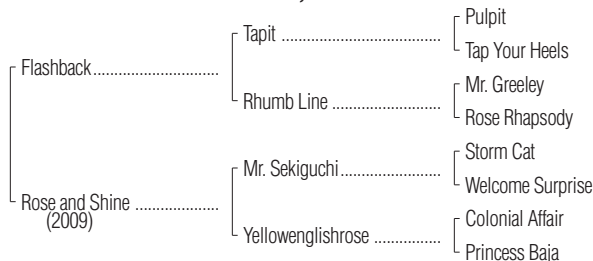 Pulpit
Tapit ........................................
Tap Your Heels
Flashback................................
Mr. Greeley
Rhumb Line ...........................
Rose Rhapsody
Storm Cat
Mr. Sekiguchi.........................
Welcome Surprise
Rose and Shine .....................
(2009)
Colonial Affair
Yellowenglishrose .................
Princess Baja